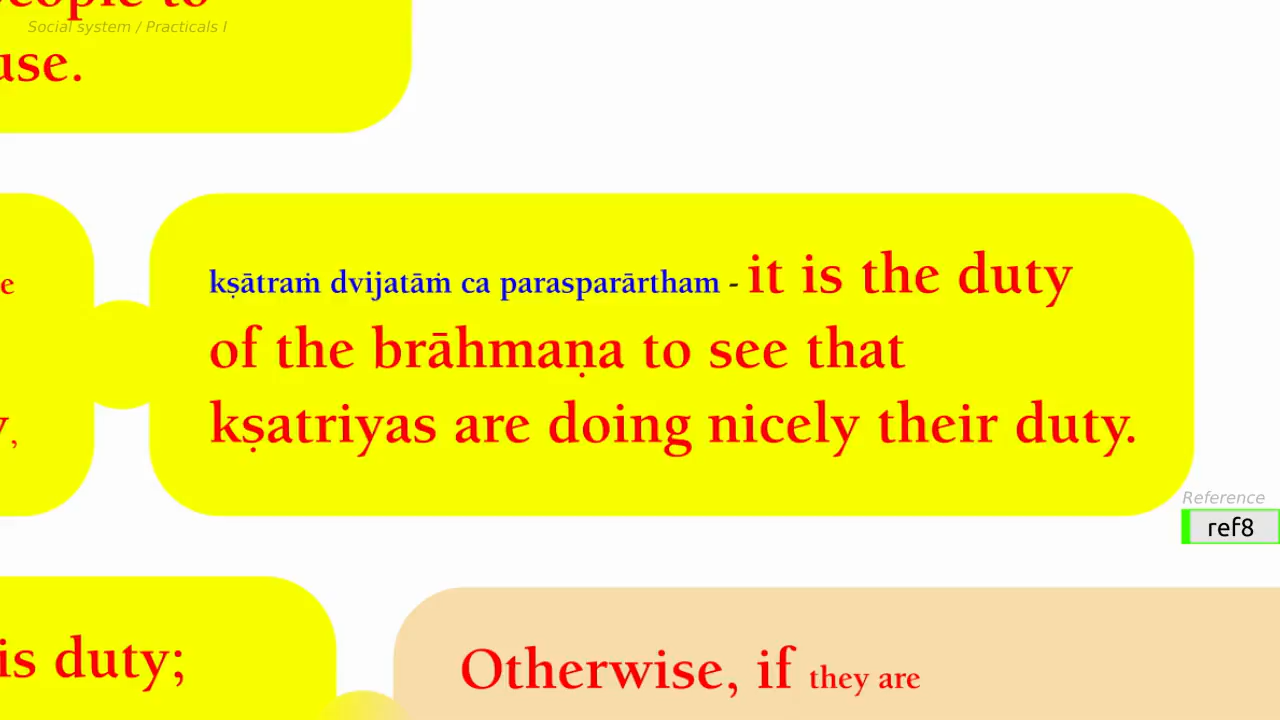 Social system / Practicals I
use.
kṣātraṁ dvijatāṁ ca parasparārtham - it is the duty
of the brāhmaṇa to see that
kṣatriyas are doing nicely their duty.
Reference
ref8
is duty;
Otherwise, if they are